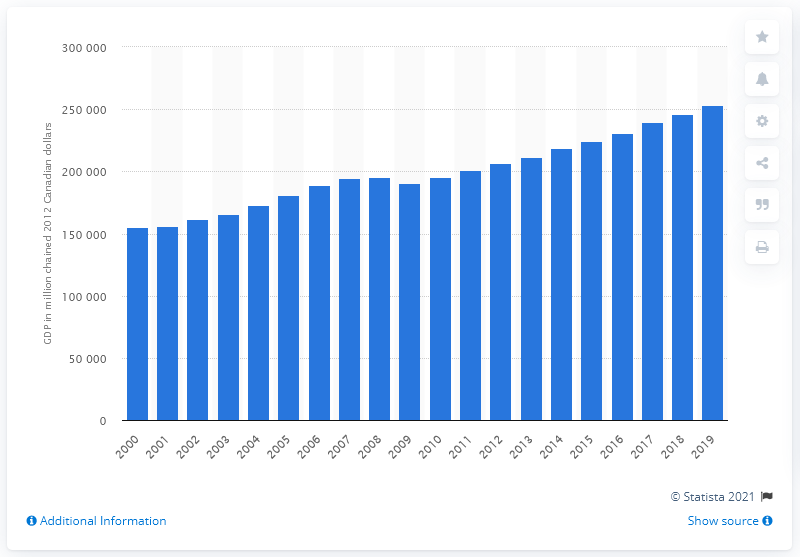 300 000
250 000
200 000
150 000
100 000
50 000
0
GDP in million chained 2012 Canadian dollars
2000 2001 2002 2003 2004 2005 2006 2007 2008 2009 2010 2011 2012 2013 2014 2015 2016 2017 2018 2019
© Statista 2021
Additional Information
Show source